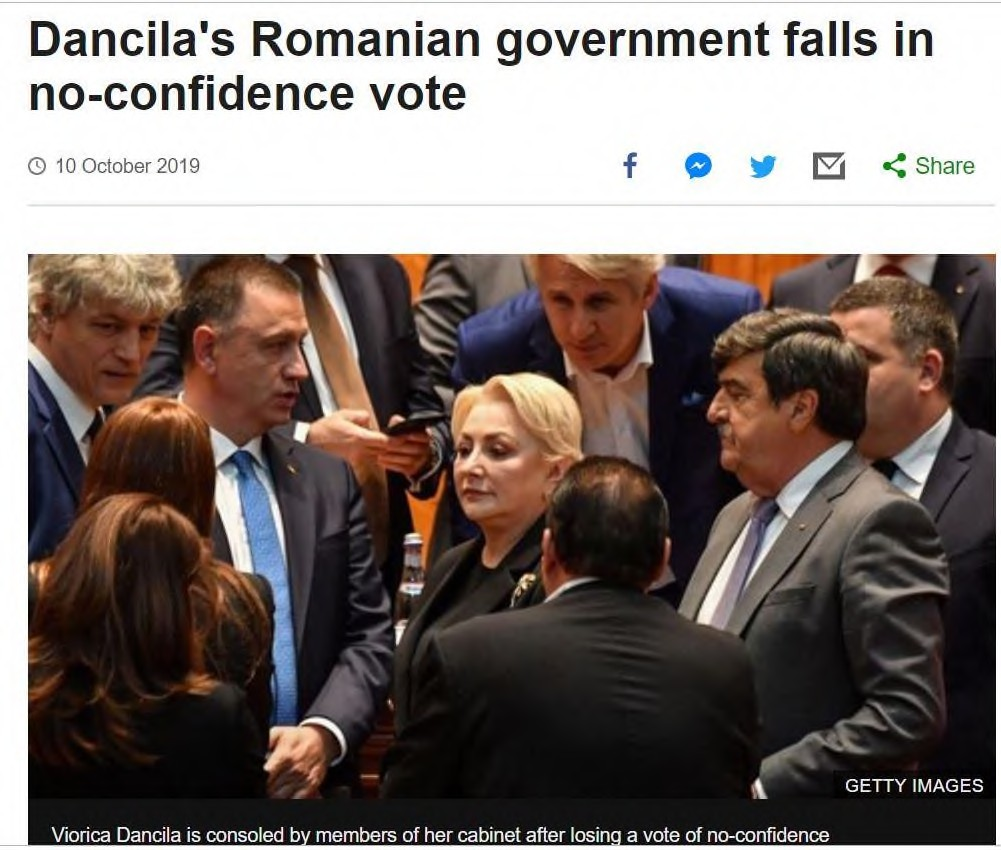 Dancila's Romanian government falls in
no-confidence vote
10 October 2019
Share
GETTY IMAGES
Viorica Dancila is consoled by members of her cabinet after losing a vote of no-confidence